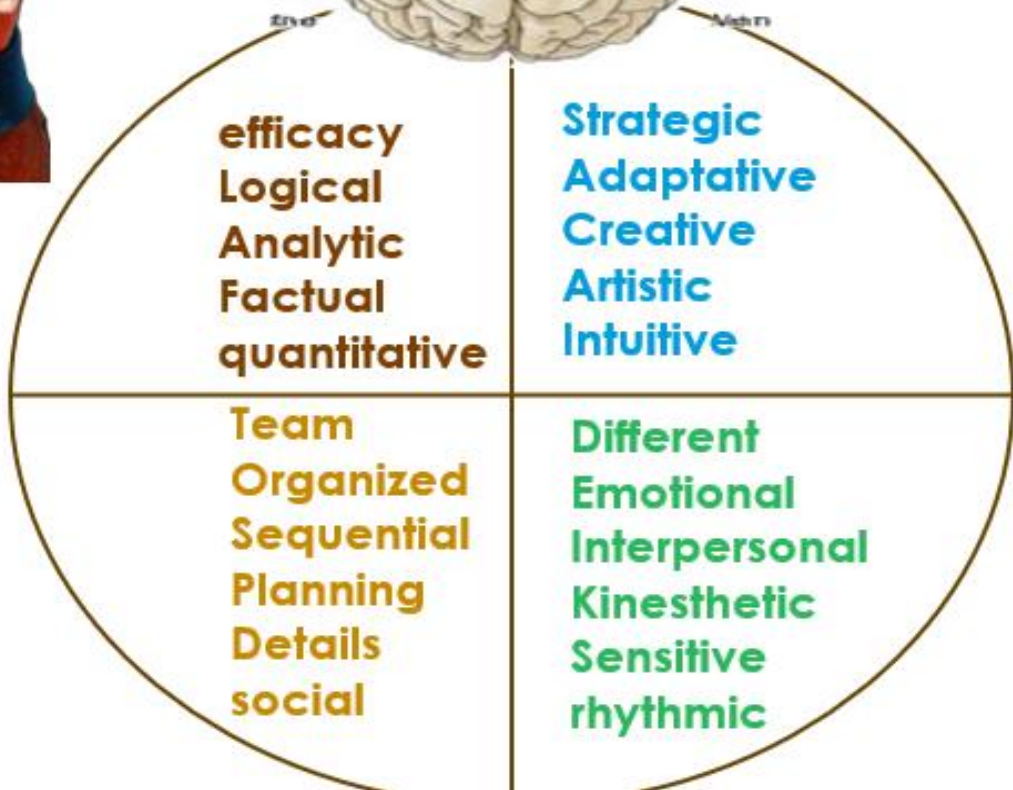 efficacy
Logical
Analytic
Factual
quantitative
Strategic
Adaptative
Creative
Artistic
Intuitive
Team
Organized
Sequential
Planning
Details
social
Different
Emotional
Interpersonal
Kinesthetic
Sensitive
rhythmic